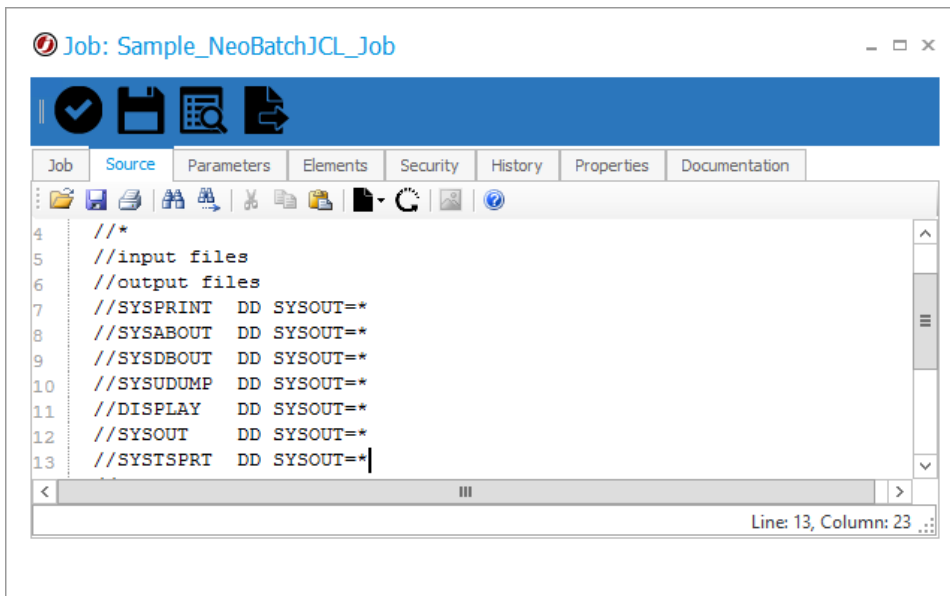 Job: Sample_NeoBatchJCL_Job
Job Source Parameters Elements Security History Properties Documentation
4 //*
5 //input files
6 //output files
7 //SYSPRINT  DD SYSOUT=*
8 //SYSABOUT  DD SYSOUT=*
9 //SYSDBOUT  DD SYSOUT=*
10 //SYSUDUMP  DD SYSOUT=*
11 //DISPLAY   DD SYSOUT=*
12 //SYSOUT    DD SYSOUT=*
13 //SYSTSPRT  DD SYSOUT=*
Line: 13, Column: 23